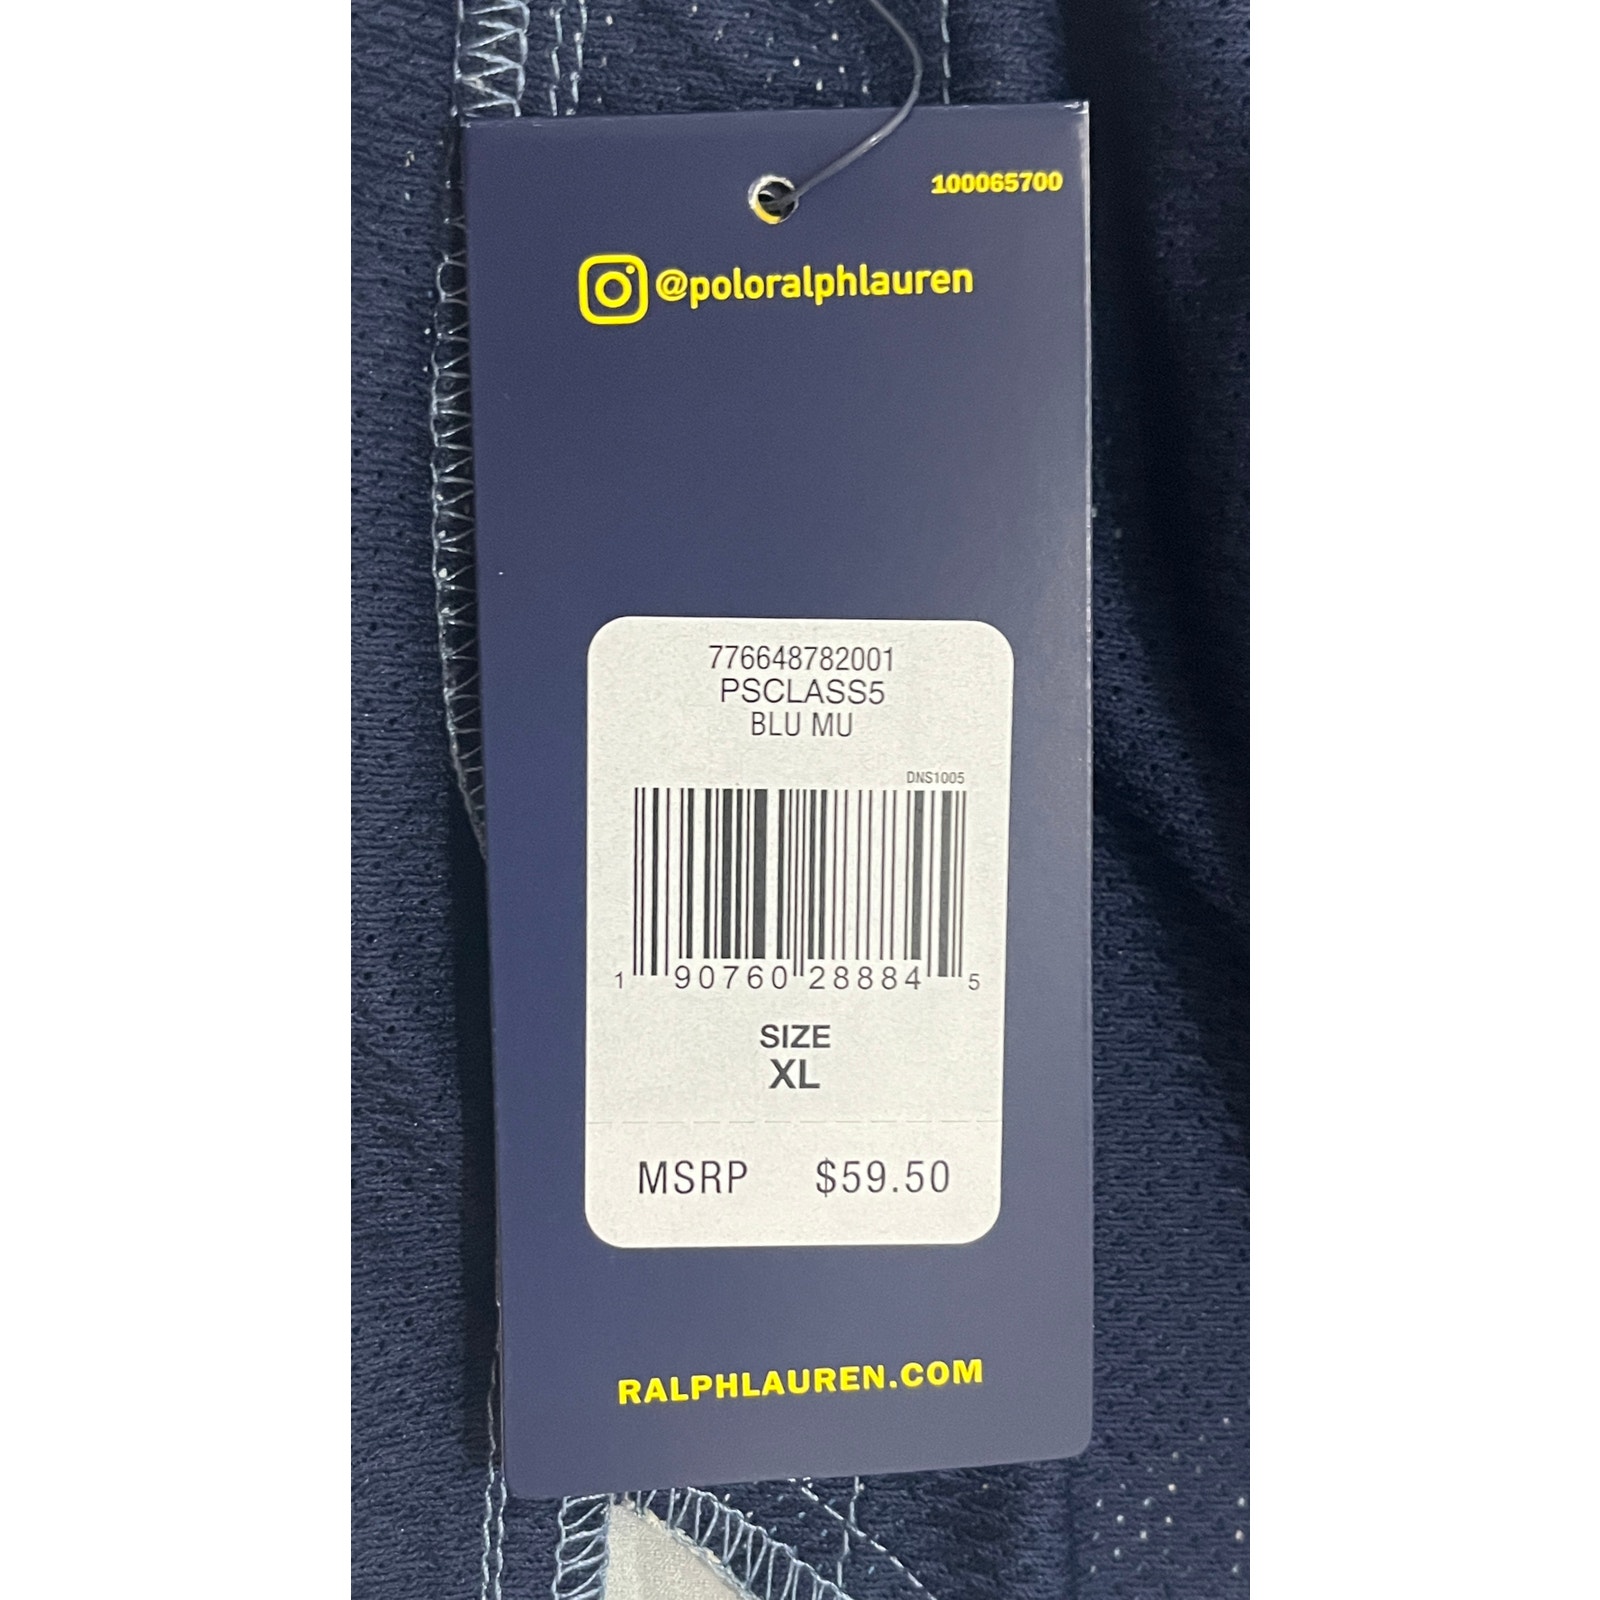 100065700
@poloralphlauren
776648782001
PSCLASS5
BLU MU
DNS1005
1 90760 28884 5
SIZE
XL
MSRP $59.50
RALPHLAUREN.COM